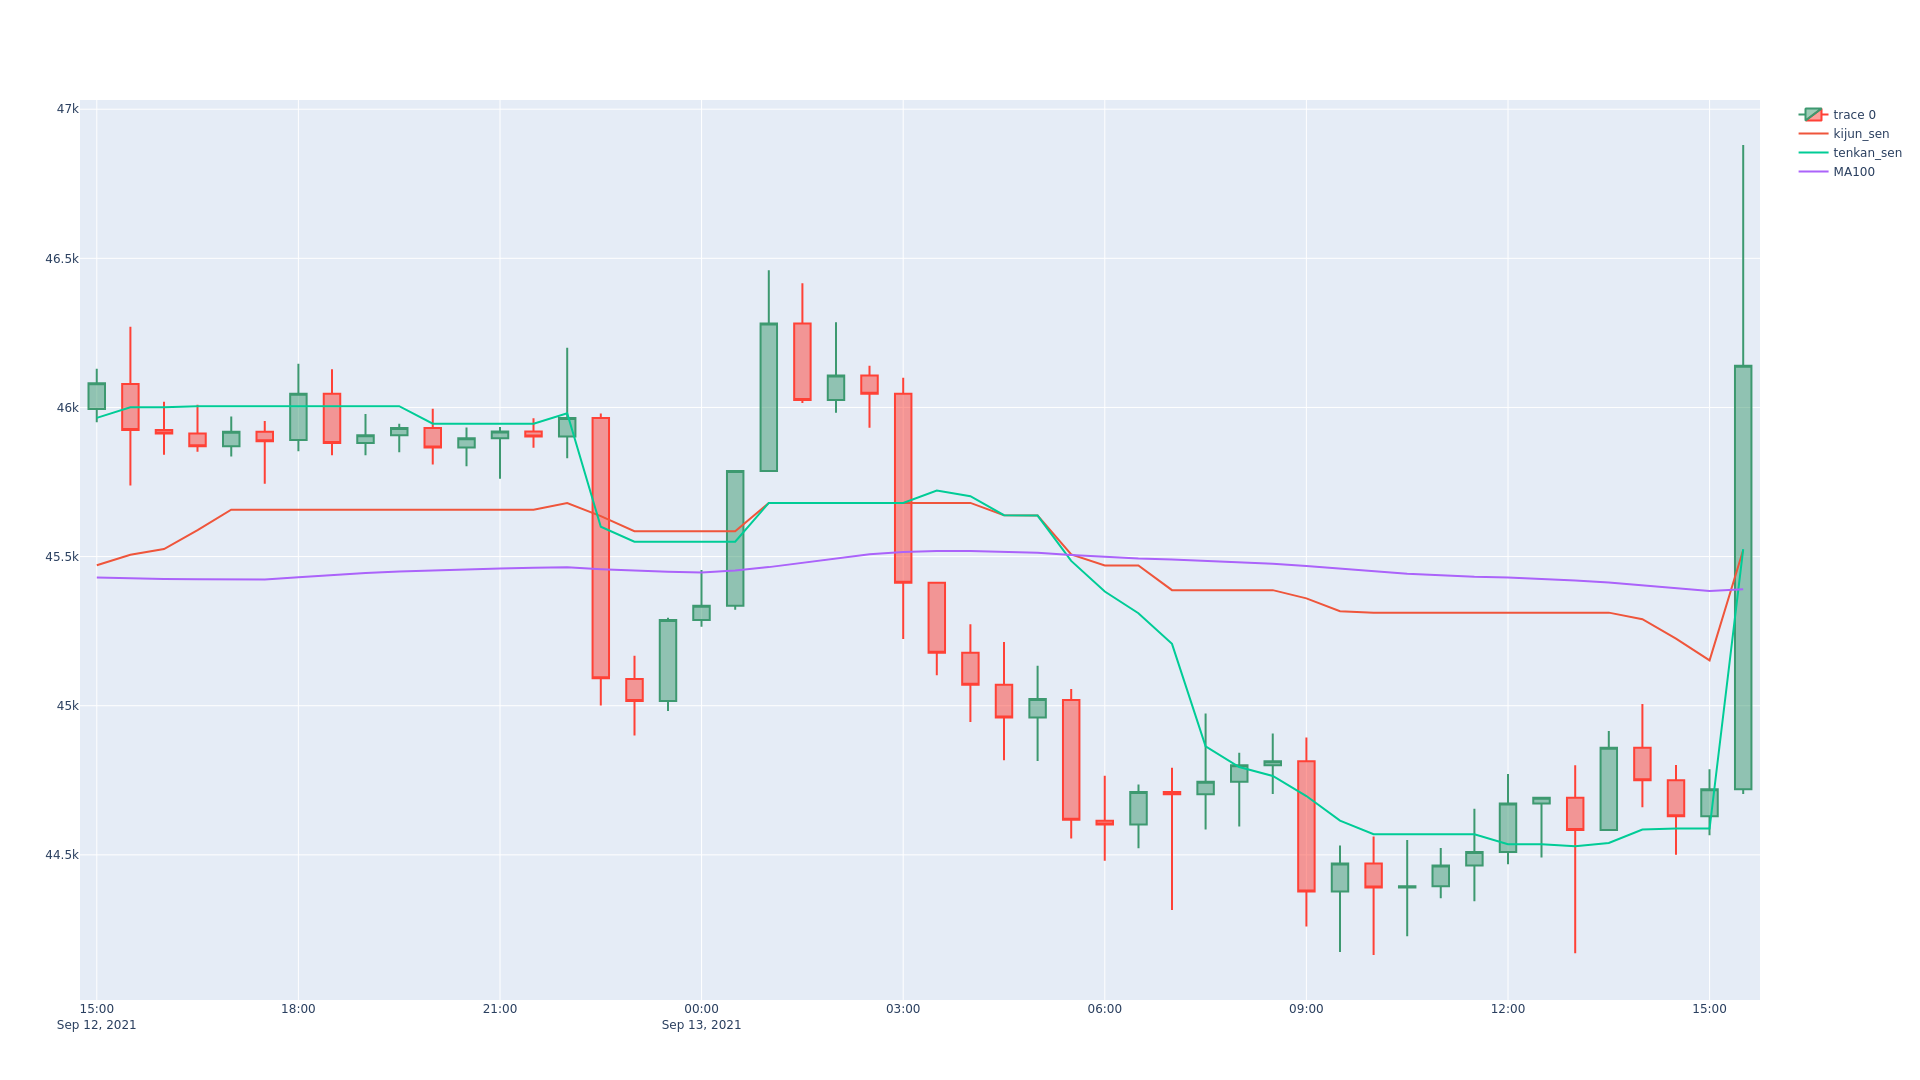 47k
46.5k
46k
45.5k
45k
44.5k
15:00
Sep 12, 2021
18:00
21:00
00:00
Sep 13, 2021
03:00
06:00
09:00
12:00
15:00
trace 0
kijun_sen
tenkan_sen
MA100